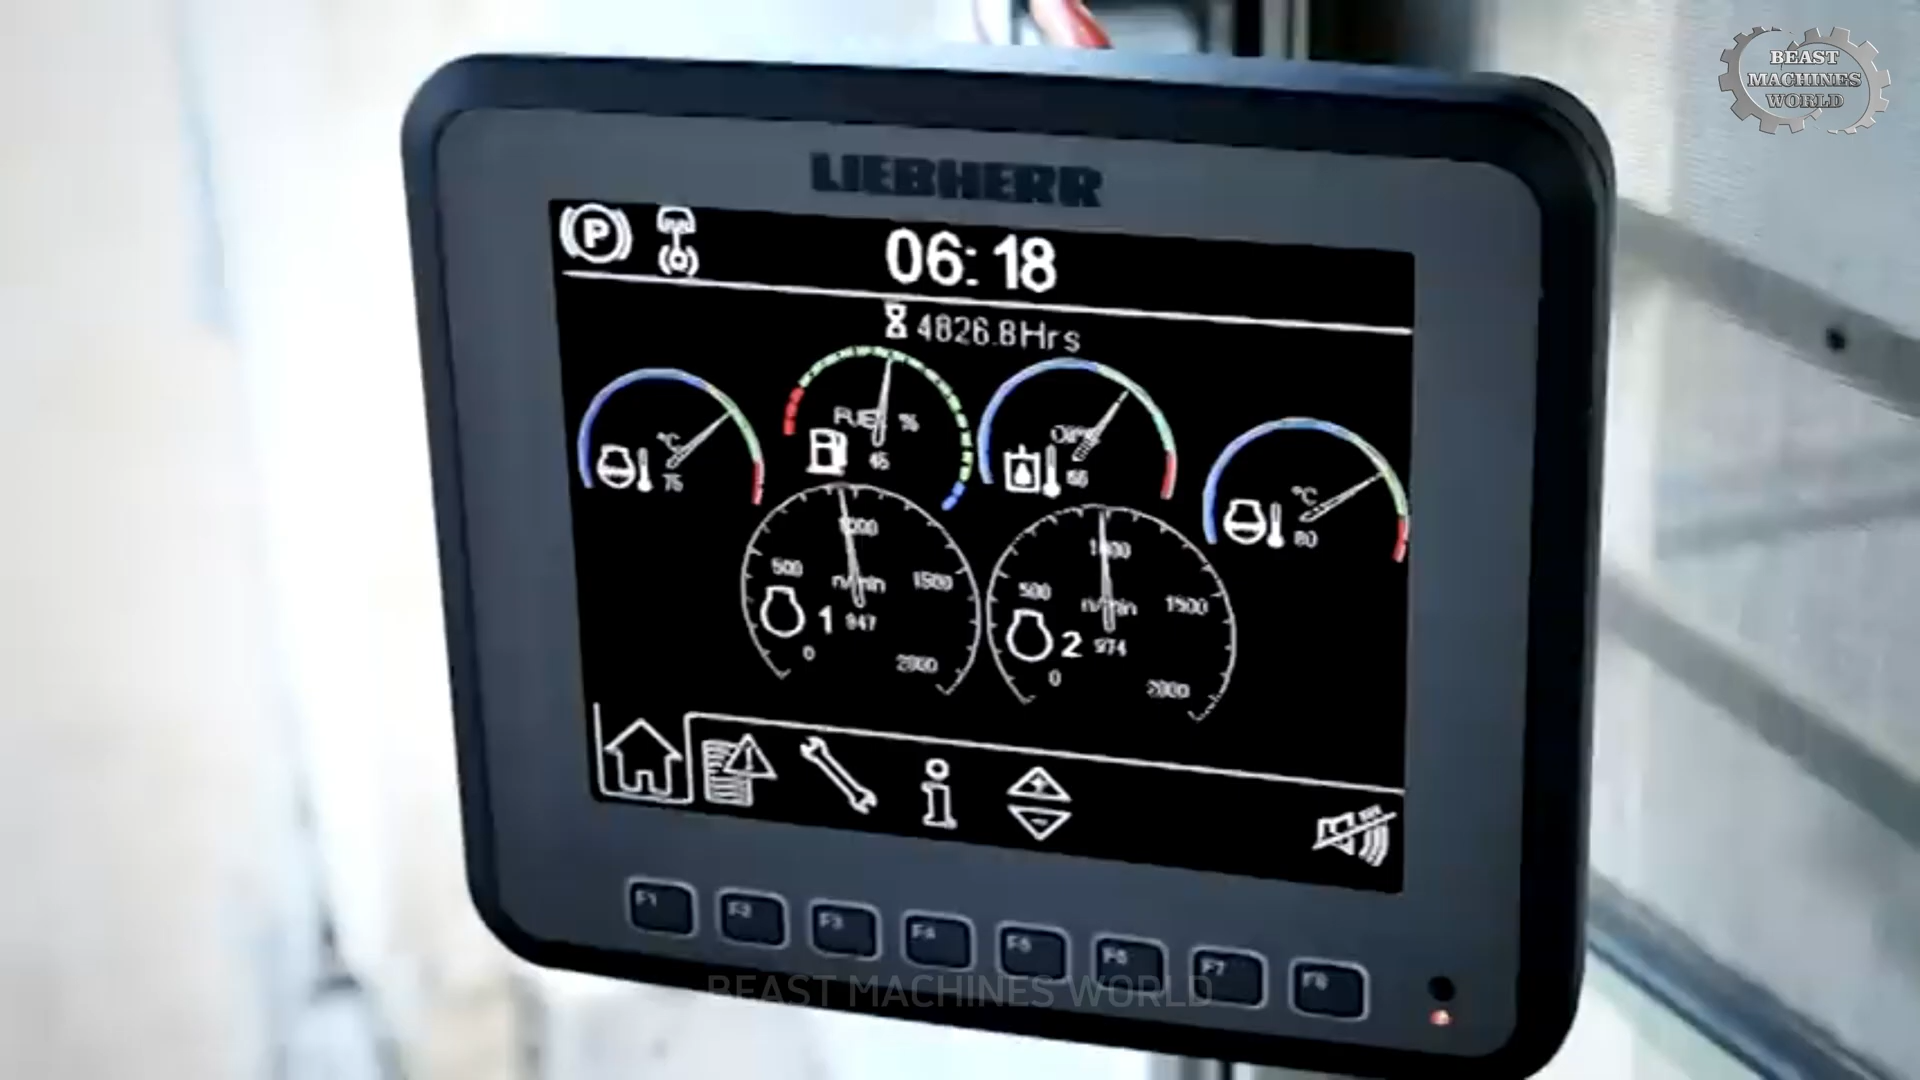 BEAST
MACHINES
WORLD
LIEBHERR
P
06:18
4826.8Hrs
FUEL %
°C
75
45
66
°C
80
1000
500
1500
n/min
1 947
0
2000
1000
500
1500
n/min
2 974
0
2000
F1
F2
F3
F4
F5
F6
F7
F8
BEAST MACHINES WORLD